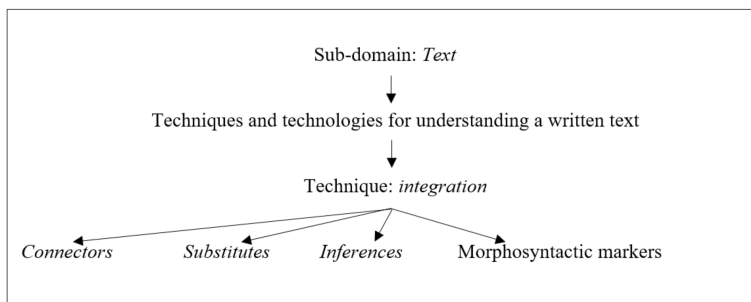 Sub-domain: Text
Techniques and technologies for understanding a written text
Technique: integration
Connectors Substitutes Inferences Morphosyntactic markers